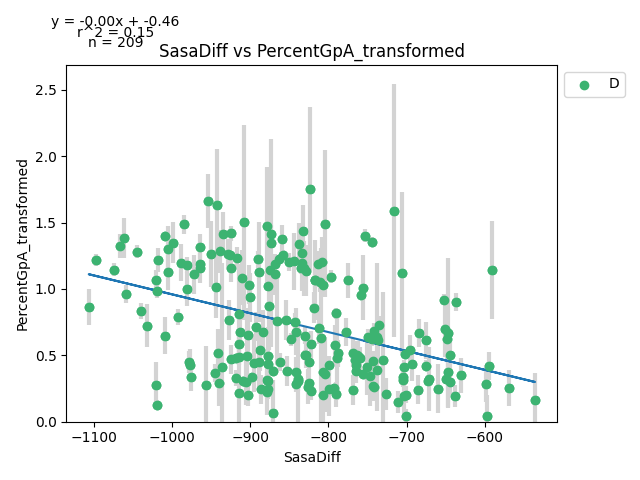 y = -0.00x + -0.46
r^2 = 0.15
n = 209
SasaDiff vs PercentGpA_transformed
D
PercentGpA_transformed
2.5
2.0
1.5
1.0
0.5
0.0
−1100 −1000 −900 −800 −700 −600
SasaDiff